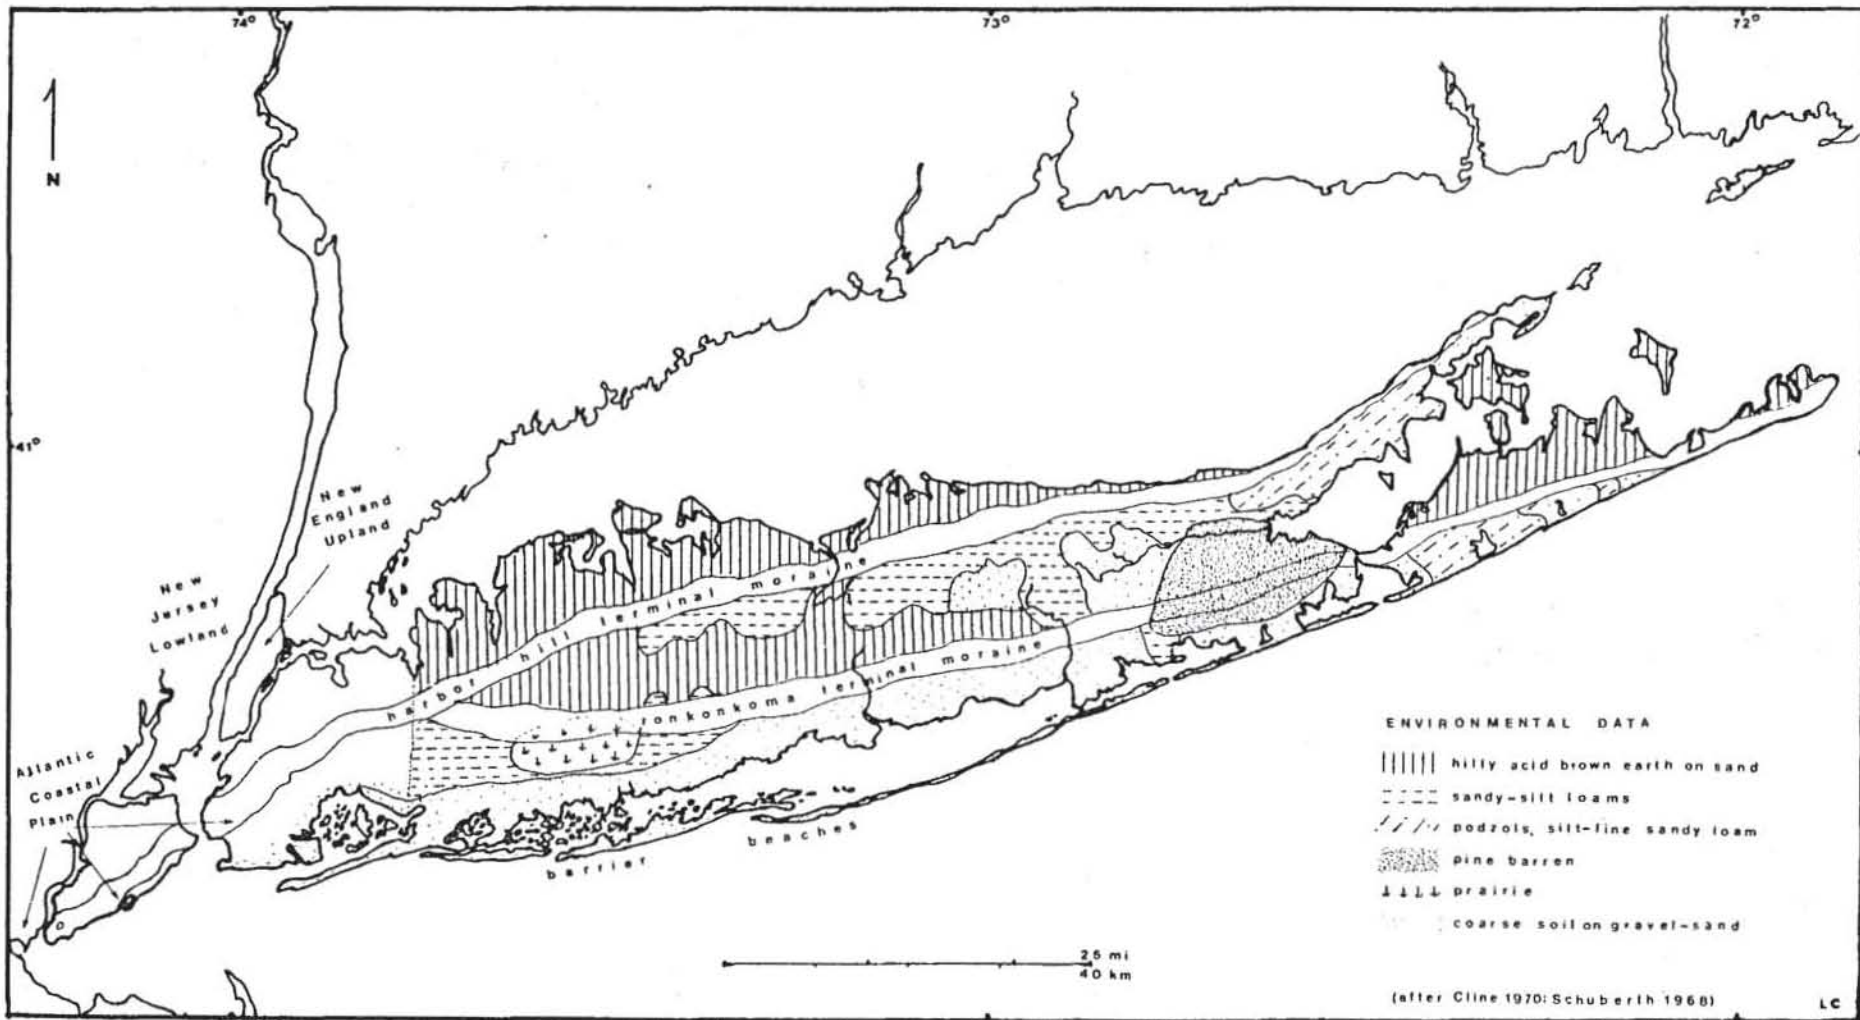 74°
73°
72°
N
41°
New
England
Upland
New
Jersey
Lowland
Atlantic
Coastal
Plain
harbor hill terminal moraine
ronkonkoma terminal moraine
barrier beaches
ENVIRONMENTAL DATA
hilly acid brown earth on sand
sandy-silt loams
podzols, silt-line sandy loam
pine barren
prairie
coarse soil on gravel-sand
25 mi
40 km
(after Cline 1970; Schuberth 1968)
LC